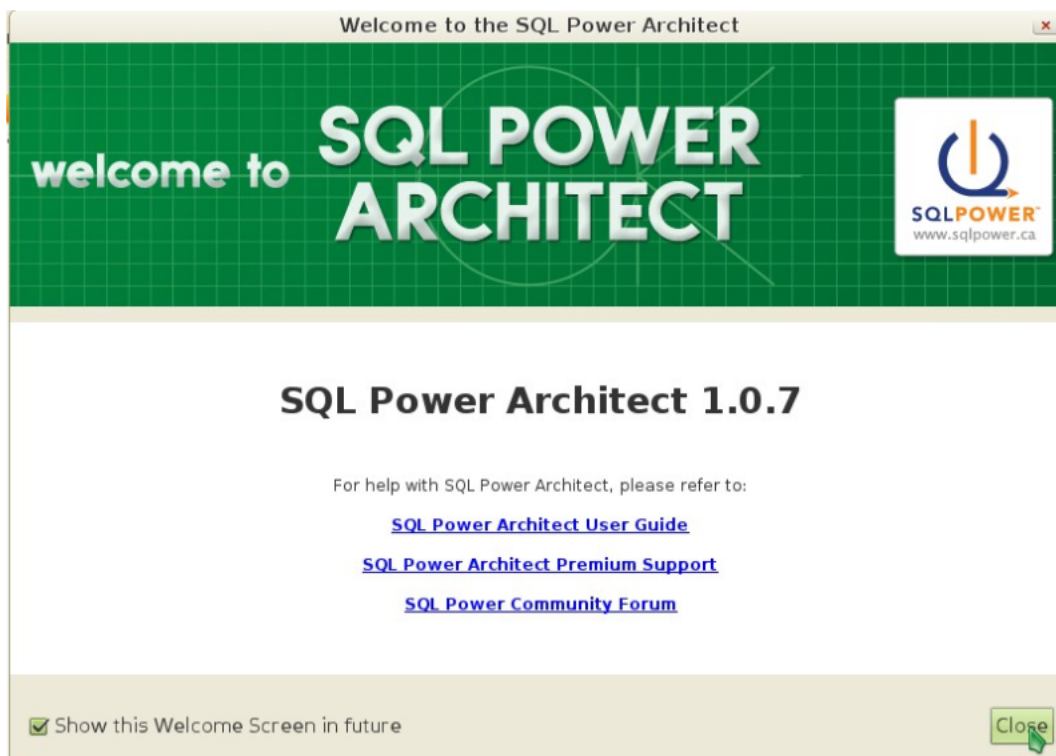 Welcome to the SQL Power Architect
welcome to SQL POWER
ARCHITECT
SQLPOWER™
www.sqlpower.ca
SQL Power Architect 1.0.7
For help with SQL Power Architect, please refer to:
SQL Power Architect User Guide
SQL Power Architect Premium Support
SQL Power Community Forum
Show this Welcome Screen in future
Close